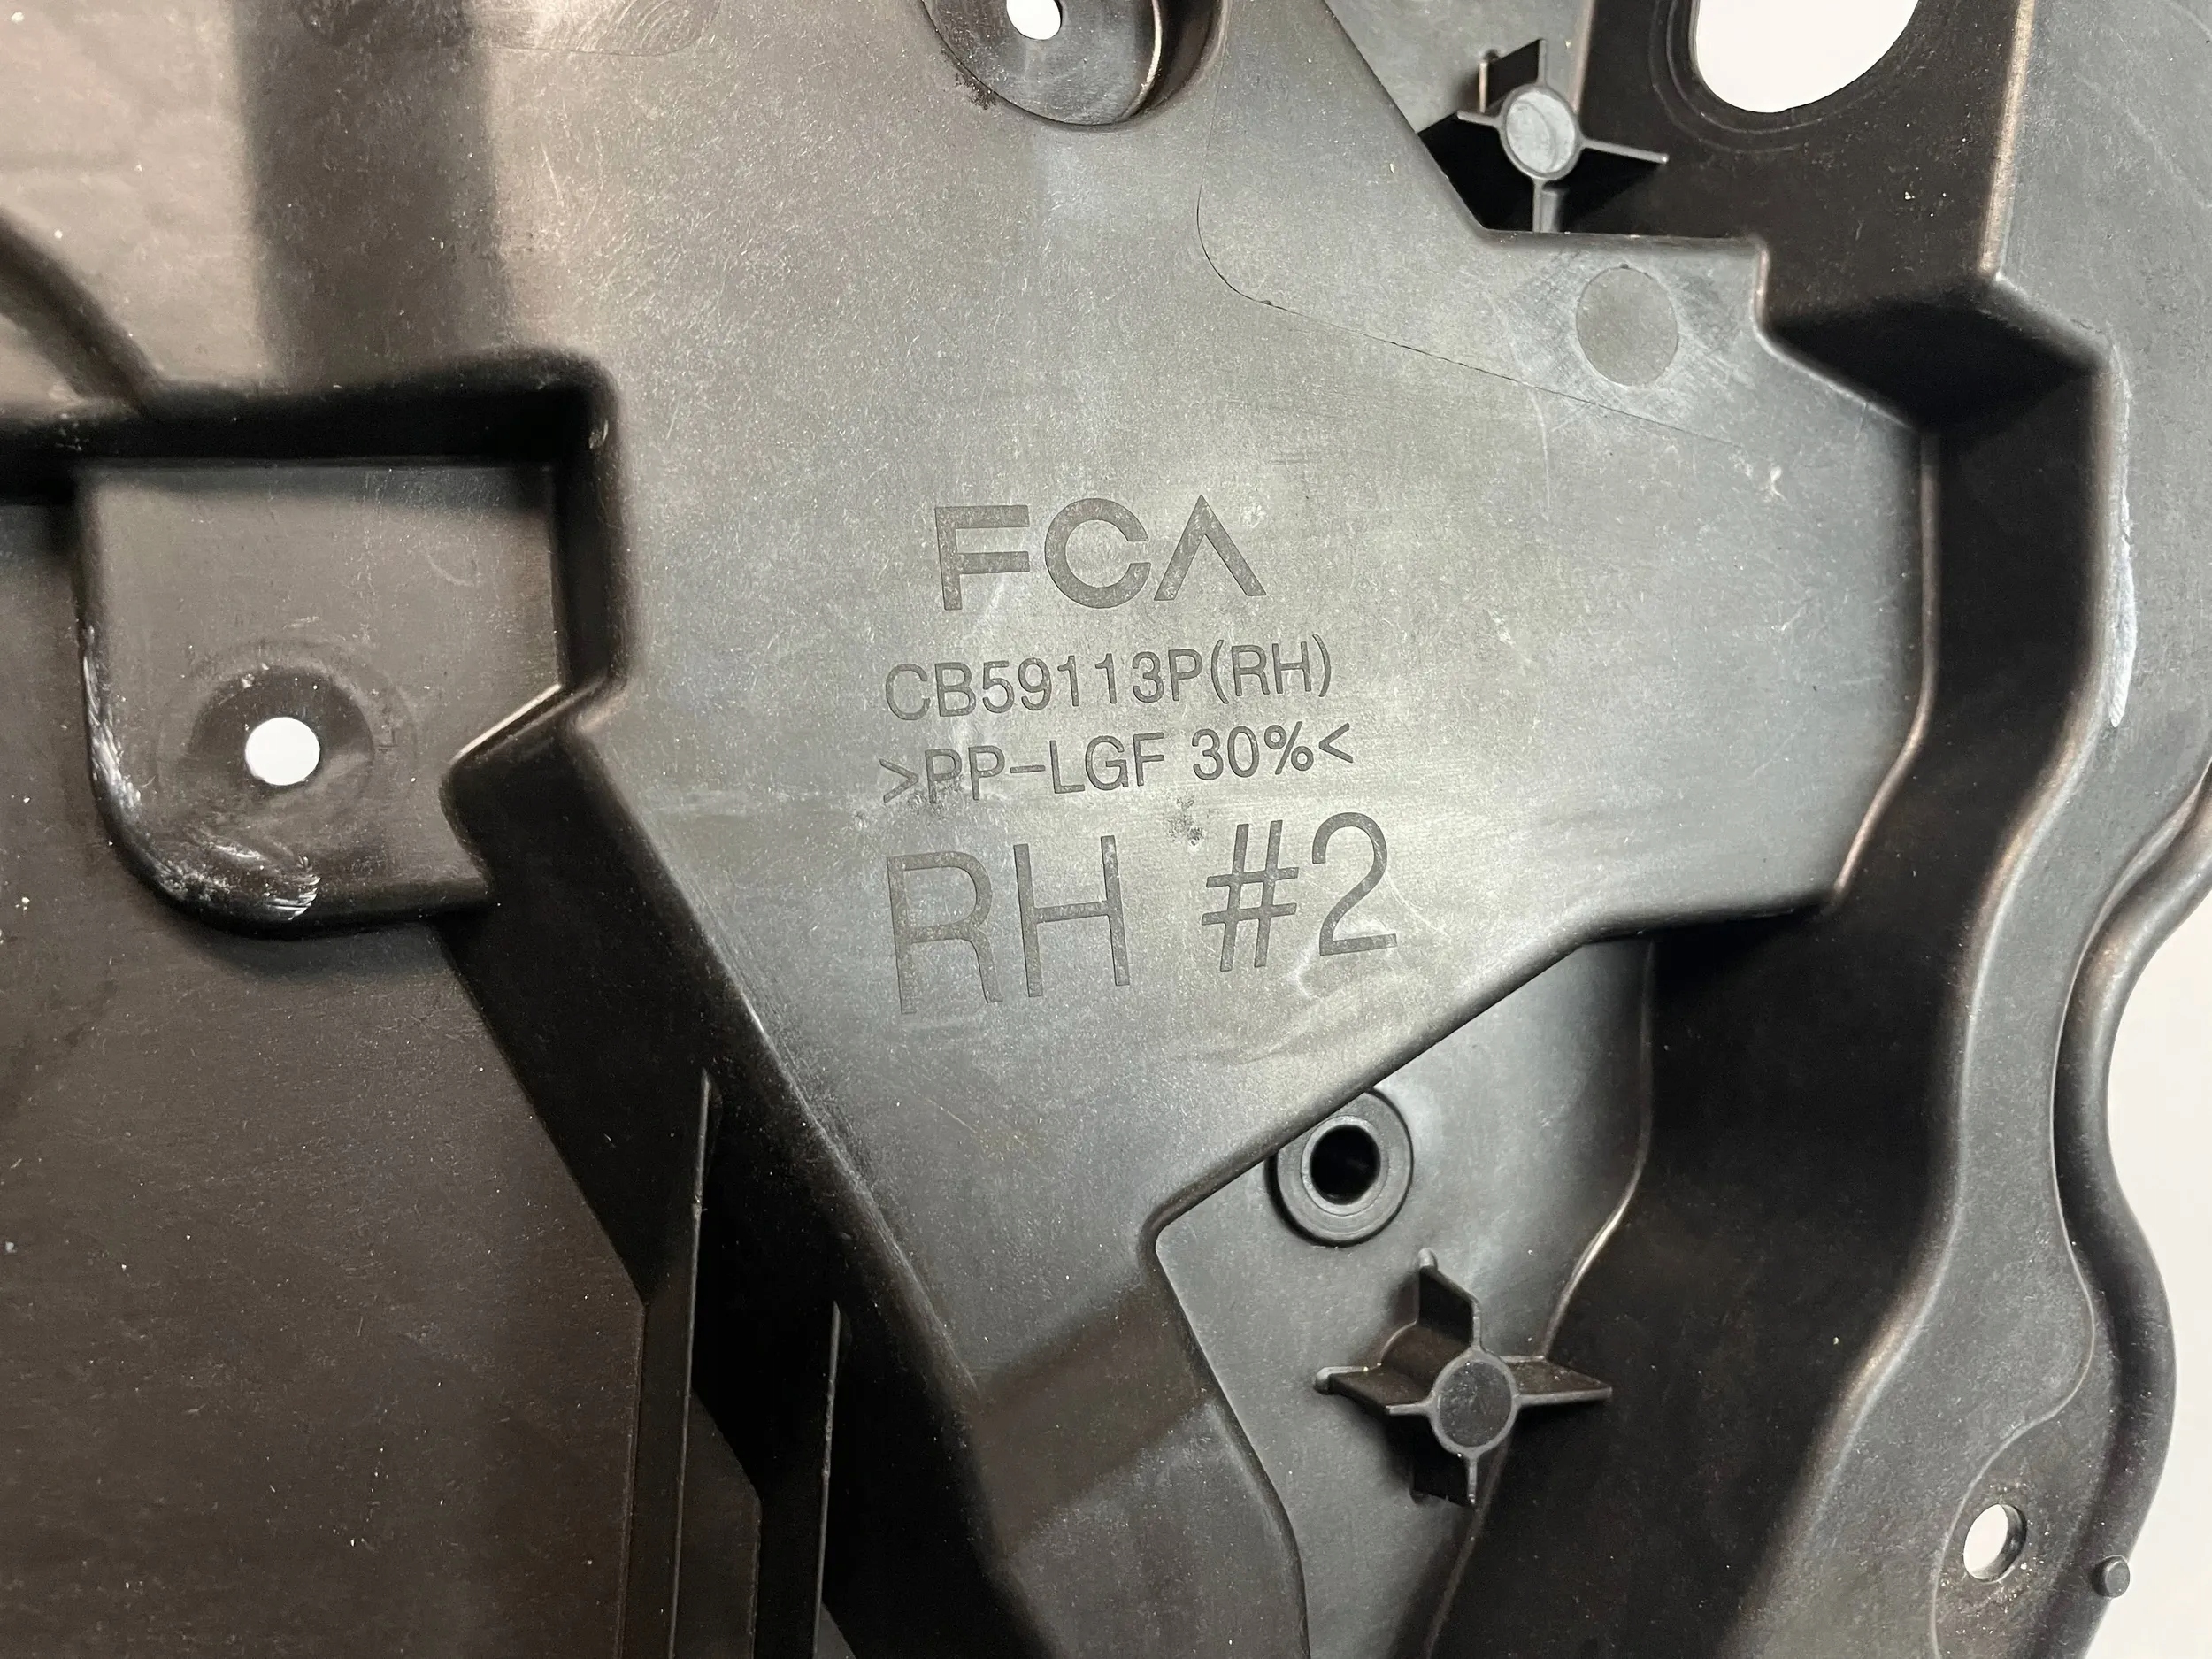 FCA
CB59113P(RH)
>PP-LGF 30%<
RH #2